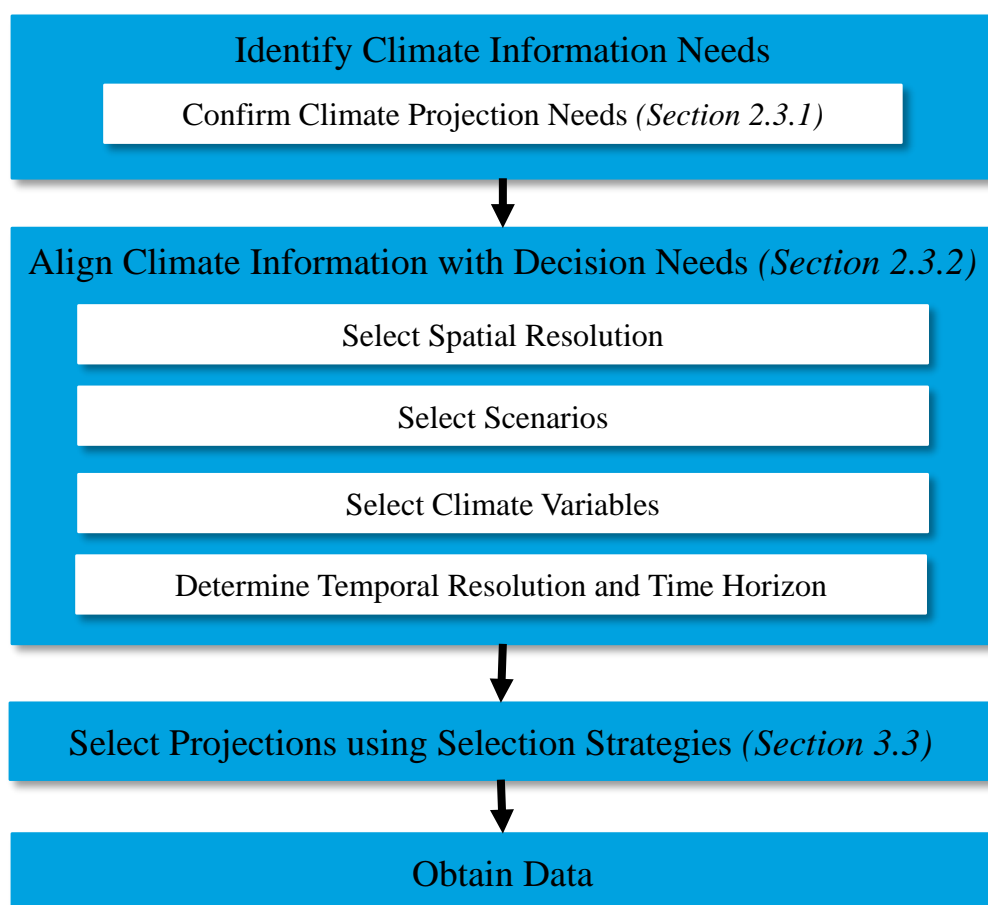 Identify Climate Information Needs
Confirm Climate Projection Needs (Section 2.3.1)
Align Climate Information with Decision Needs (Section 2.3.2)
Select Spatial Resolution
Select Scenarios
Select Climate Variables
Determine Temporal Resolution and Time Horizon
Select Projections using Selection Strategies (Section 3.3)
Obtain Data